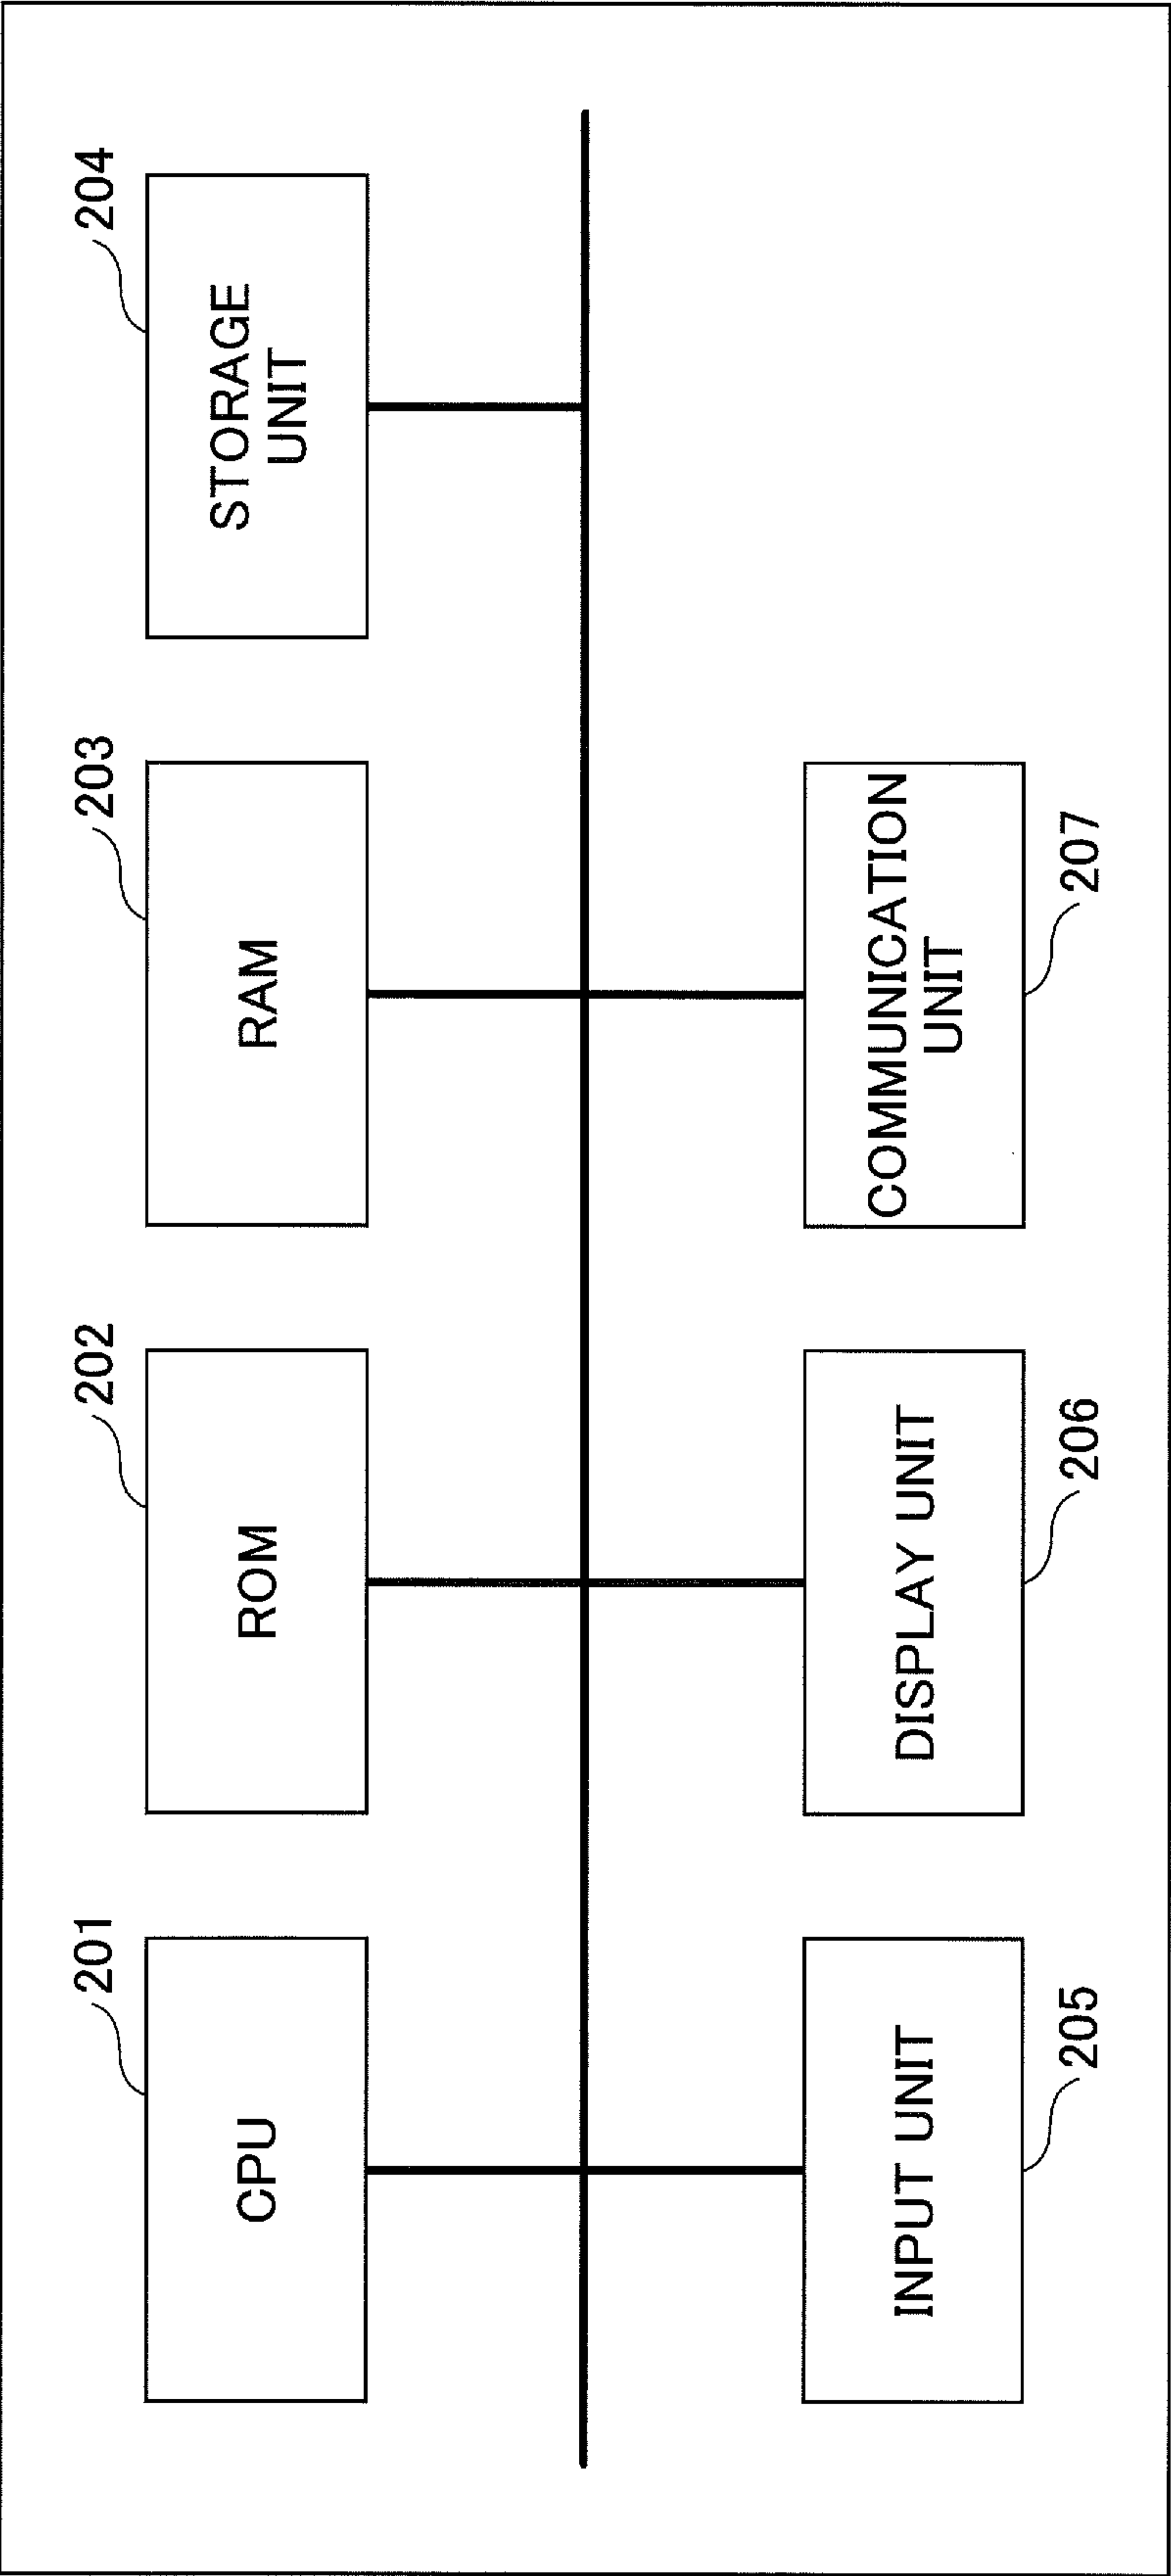 201
CPU
202
ROM
203
RAM
204
STORAGE
UNIT
INPUT UNIT
205
DISPLAY UNIT
206
COMMUNICATION
UNIT
207